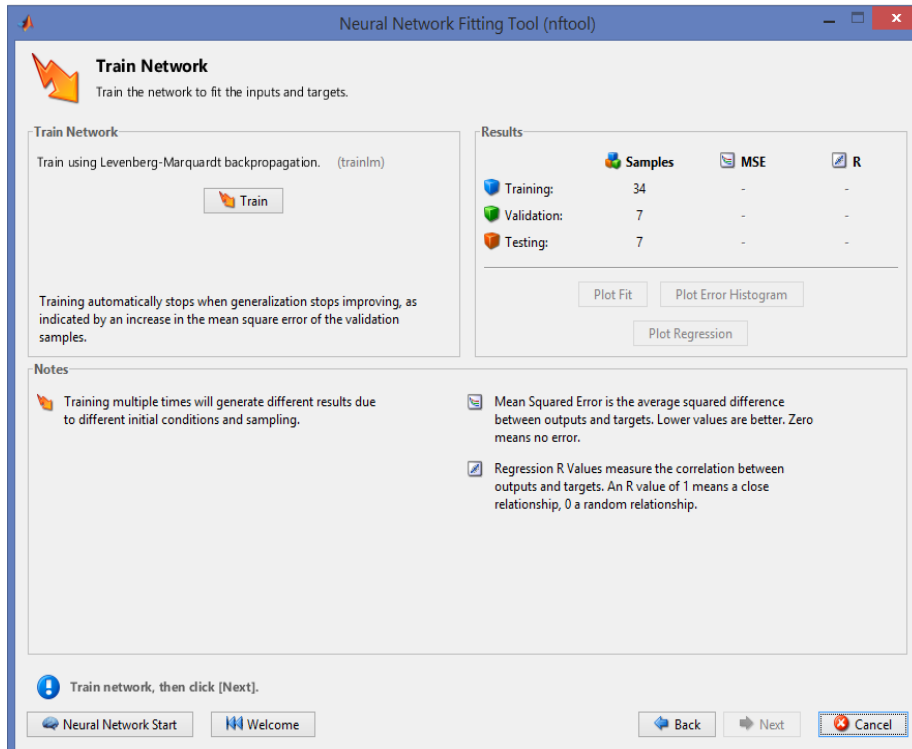 Neural Network Fitting Tool (nftool)
Train Network
Train the network to fit the inputs and targets.
Train Network
Train using Levenberg-Marquardt backpropagation. (trainlm)
Train
Training automatically stops when generalization stops improving, as
indicated by an increase in the mean square error of the validation
samples.
Results
Samples MSE R
Training: 34 - -
Validation: 7 - -
Testing: 7 - -
Plot Fit Plot Error Histogram
Plot Regression
Notes
Training multiple times will generate different results due
to different initial conditions and sampling.
Mean Squared Error is the average squared difference
between outputs and targets. Lower values are better. Zero
means no error.
Regression R Values measure the correlation between
outputs and targets. An R value of 1 means a close
relationship, 0 a random relationship.
Train network, then click [Next].
Neural Network Start Welcome Back Next Cancel